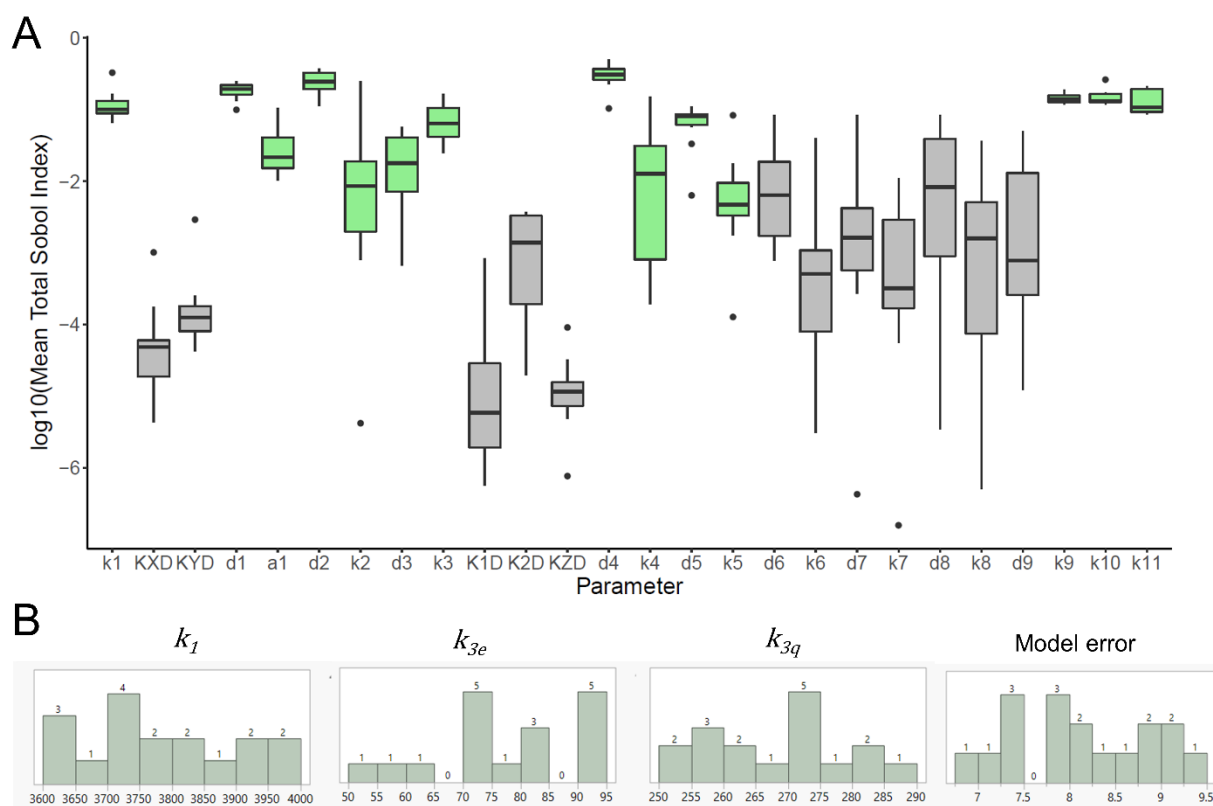 A
log10(Mean Total Sobol Index)
0
−2
−4
−6
k1 KXD KYD d1 a1 d2 k2 d3 k3 K1D K2D KZD d4 k4 d5 k5 d6 k6 d7 k7 d8 k8 d9 k9 k10 k11
Parameter
B
k1 k3e k3q Model error
3 1 4 2 2 1 2 2
3600 3650 3700 3750 3800 3850 3900 3950 4000
1 1 1 0 5 1 3 0 5
50 55 60 65 70 75 80 85 90 95
2 3 2 1 5 1 2 1
250 255 260 265 270 275 280 285 290
1 1 3 0 3 2 1 1 2 2 1
7 7.5 8 8.5 9 9.5